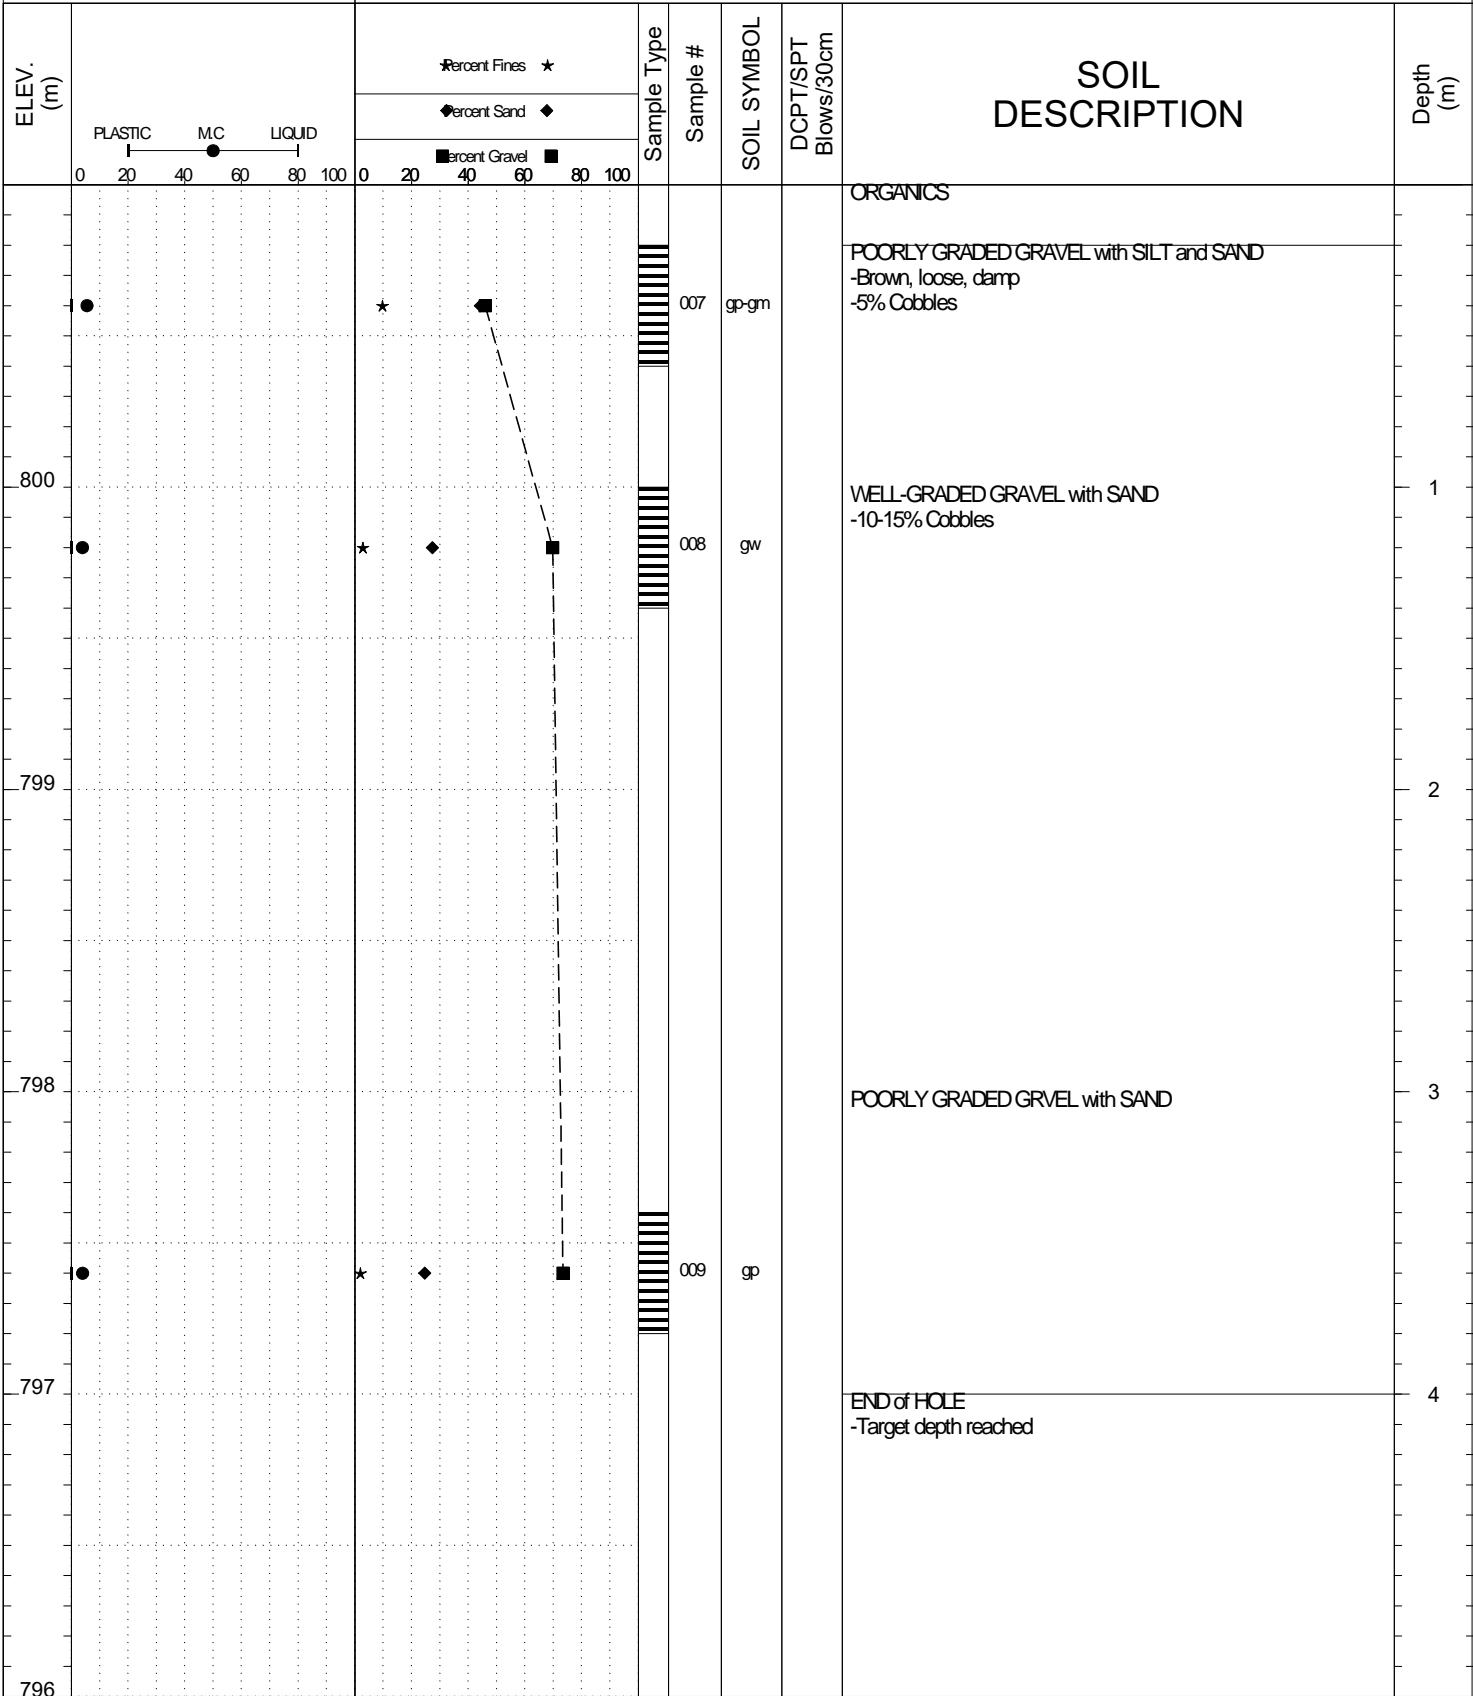 ELEV.
(m)
PLASTIC M.C LIQUID
0 20 40 60 80 100
Percent Fines
Percent Sand
Percent Gravel
0 20 40 60 80 100
Sample Type
Sample #
SOIL SYMBOL
DCPT/SPT
Blows/30cm
SOIL
DESCRIPTION
Depth
(m)
ORGANICS
POORLY GRADED GRAVEL with SILT and SAND
-Brown, loose, damp
007 gp-gm -5% Cobbles
800 WELL-GRADED GRAVEL with SAND 1
-10-15% Cobbles
008 gw
799 2
798 POORLY GRADED GRVEL with SAND 3
009 gp
797 END of HOLE 4
-Target depth reached
796